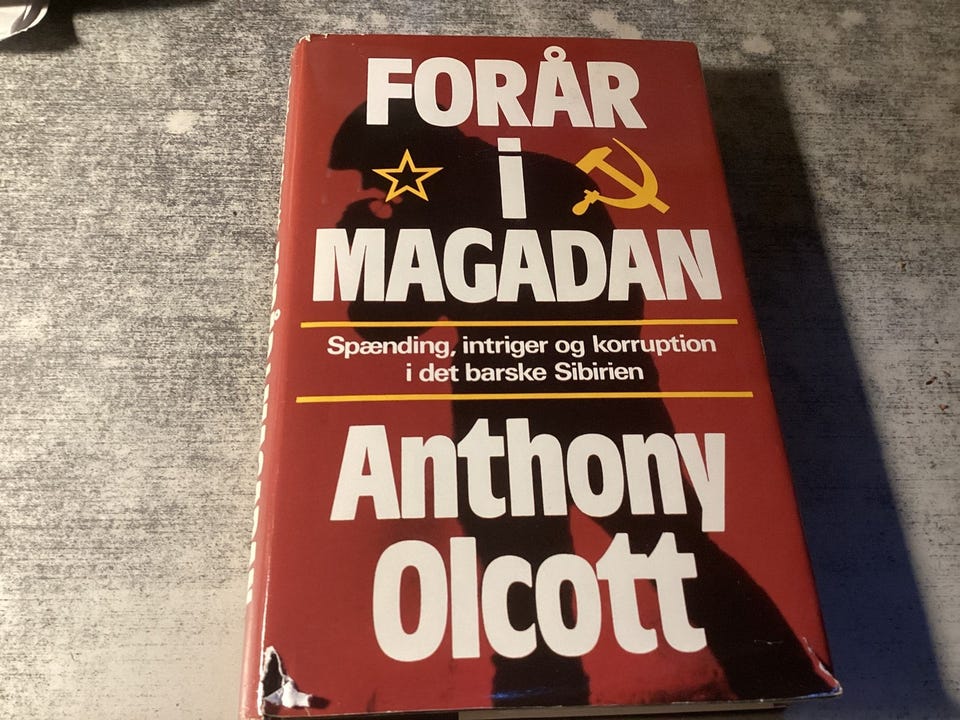 FORÅR
i
MAGADAN
Spænding, intriger og korruption
i det barske Sibirien
Anthony
Olcott